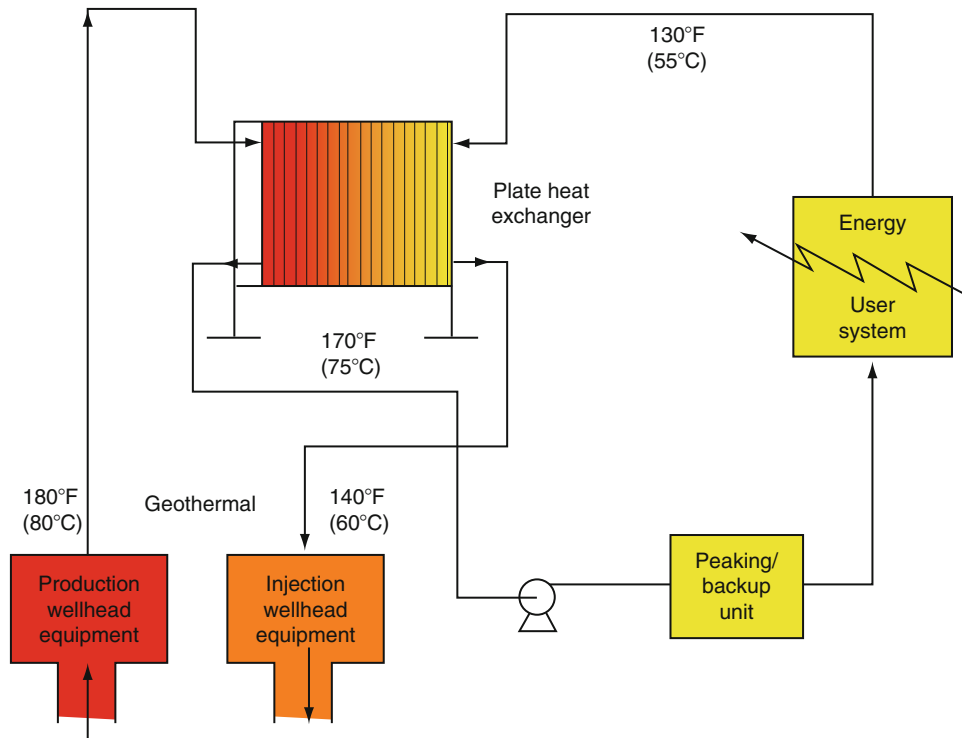 130°F
(55°C)
Plate heat
exchanger
Energy
User
system
170°F
(75°C)
180°F
(80°C)
Geothermal
140°F
(60°C)
Production
wellhead
equipment
Injection
wellhead
equipment
Peaking/
backup
unit